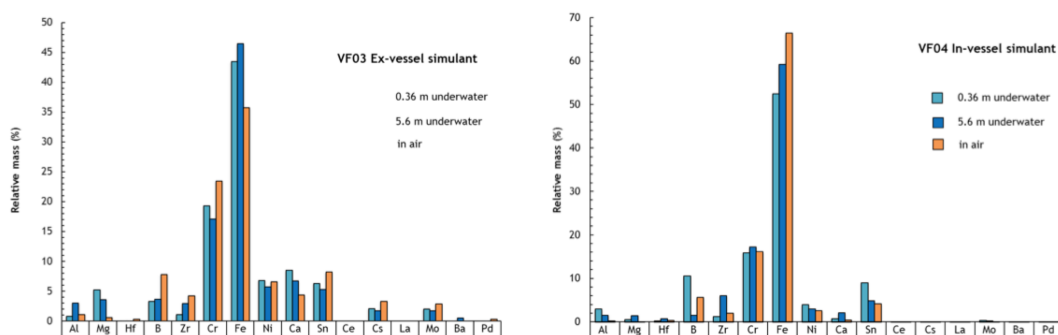 50
45
40
35
30
25
20
15
10
5
0
Relative mass (%)
VF03 Ex-vessel simulant
0.36 m underwater
5.6 m underwater
in air
Al Mg Hf B Zr Cr Fe Ni Ca Sn Ce Cs La Mo Ba Pd
70
60
50
40
30
20
10
0
Relative mass (%)
VF04 In-vessel simulant
0.36 m underwater
5.6 m underwater
in air
Al Mg Hf B Zr Cr Fe Ni Ca Sn Ce Cs La Mo Ba Pd